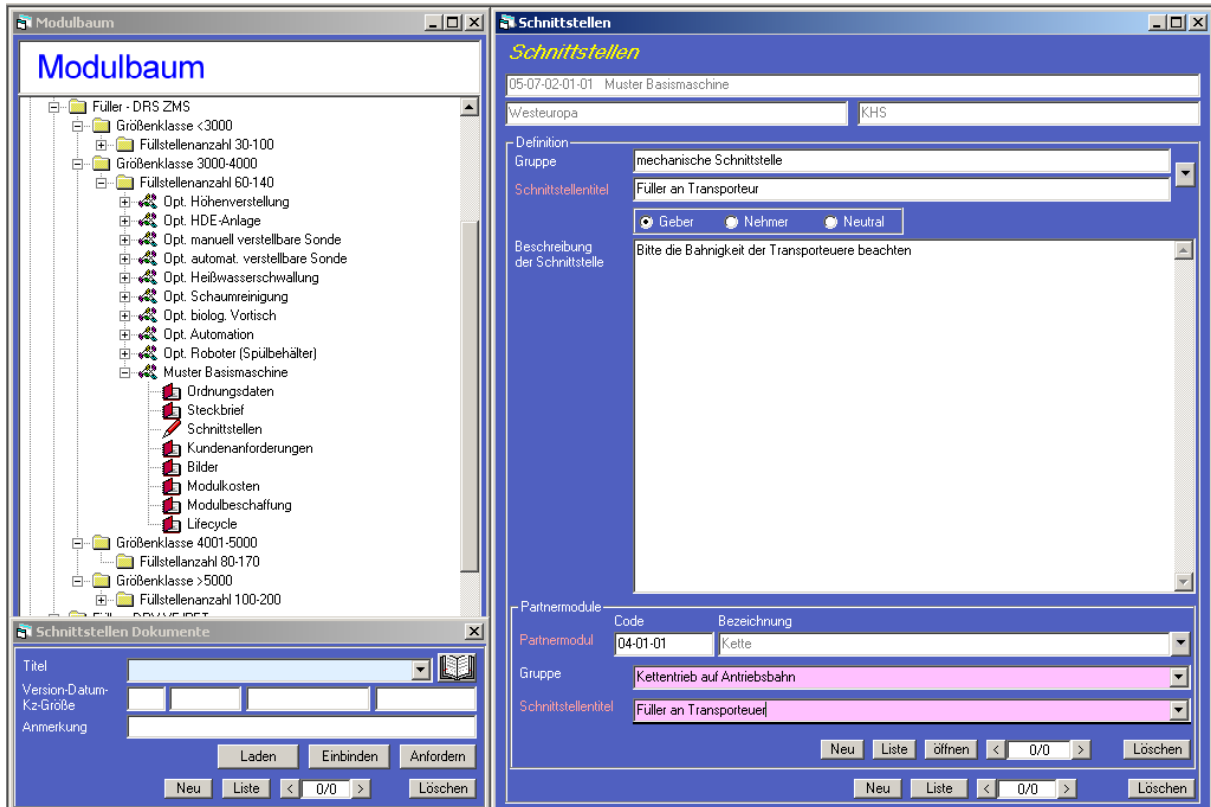 Modulbaum
Modulbaum
Füller - DRS ZMS
Größenklasse <3000
Füllstellenanzahl 30-100
Größenklasse 3000-4000
Füllstellenanzahl 60-140
Opt. Höhenverstellung
Opt. HDE-Anlage
Opt. manuell verstellbare Sonde
Opt. automat. verstellbare Sonde
Opt. Heißwasserschwallung
Opt. Schaumreinigung
Opt. biolog. Vortisch
Opt. Automation
Opt. Roboter (Spülbehälter)
Muster Basismaschine
Ordnungsdaten
Steckbrief
Schnittstellen
Kundenanforderungen
Bilder
Modulkosten
Modulbeschaffung
Lifecycle
Größenklasse 4001-5000
Füllstellanzahl 80-170
Größenklasse >5000
Füllstellenanzahl 100-200
Schnittstellen Dokumente
Titel
Version-Datum-
Kz-Größe
Anmerkung
Laden Einbinden Anfordern
Neu Liste < 0/0 > Löschen
Schnittstellen
Schnittstellen
05-07-02-01-01 Muster Basismaschine
Westeuropa KHS
Definition
Gruppe mechanische Schnittstelle
Schnittstellentitel Füller an Transporteur
Geber Nehmer Neutral
Beschreibung
der Schnittstelle
Bitte die Bahnigkeit der Transporteuere beachten
Partnermodule
Code Bezeichnung
Partnermodul 04-01-01 Kette
Gruppe Kettentrieb auf Antriebsbahn
Schnittstellentitel Füller an Transporteuer
Neu Liste öffnen < 0/0 > Löschen
Neu Liste < 0/0 > Löschen